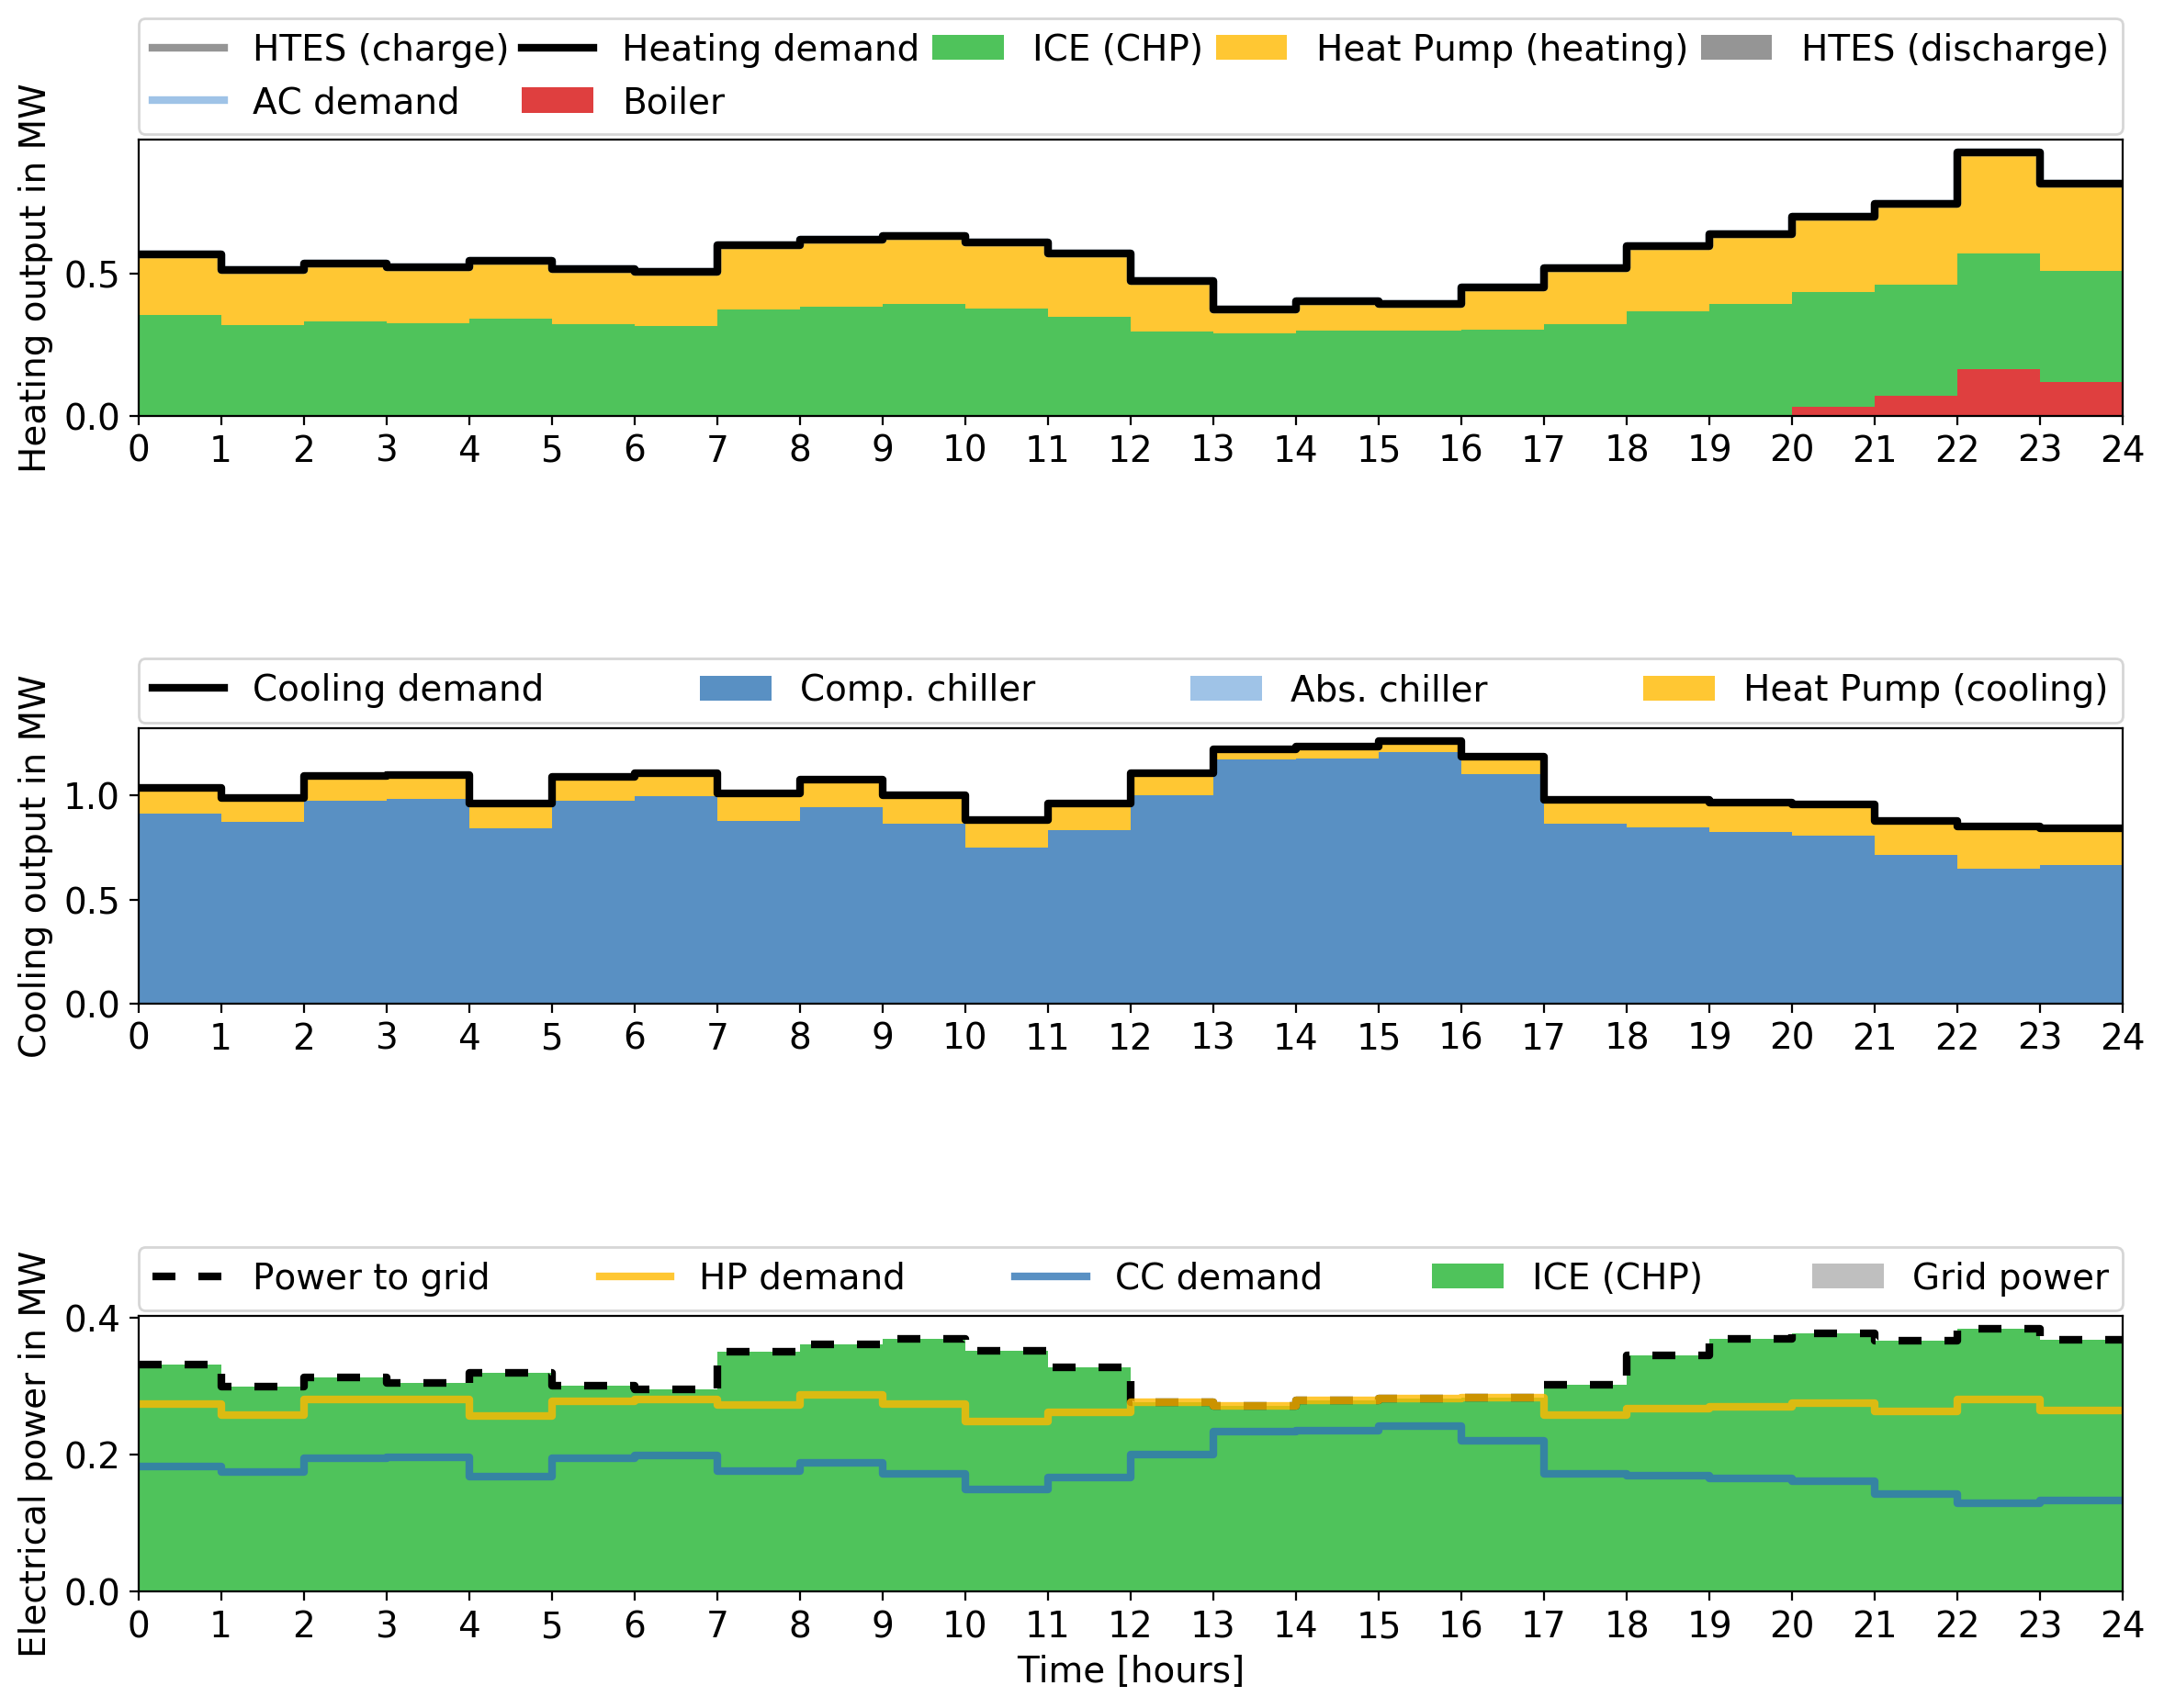 HTES (charge) Heating demand ICE (CHP) Heat Pump (heating) HTES (discharge)
AC demand Boiler
Heating output in MW
0.5
0.0
0 1 2 3 4 5 6 7 8 9 10 11 12 13 14 15 16 17 18 19 20 21 22 23 24
Cooling demand Comp. chiller Abs. chiller Heat Pump (cooling)
Cooling output in MW
1.0
0.5
0.0
0 1 2 3 4 5 6 7 8 9 10 11 12 13 14 15 16 17 18 19 20 21 22 23 24
Power to grid HP demand CC demand ICE (CHP) Grid power
Electrical power in MW
0.4
0.2
0.0
0 1 2 3 4 5 6 7 8 9 10 11 12 13 14 15 16 17 18 19 20 21 22 23 24
Time [hours]